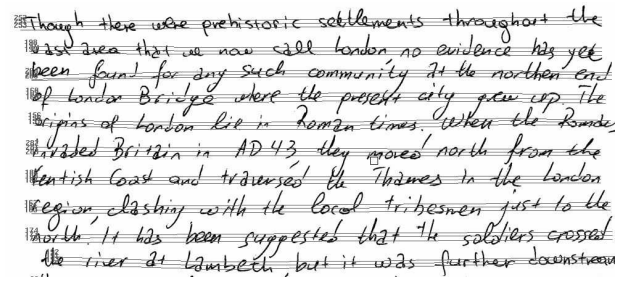 Though there were prehistoric settlements throughout the
vast area that we now call London, no evidence has yet
been found for any such community at the northen end
of London Bridge where the present city grew up. The
origins of London lie in Roman times. When the Romans
invaded Britain in AD 43, they moved north from the
Kentish Coast and traversed the Thames in the London
region, clashing with the local tribesmen just to the
north. It has been suggested that the soldiers crossed
the river at Lambeth, but it was further downstream